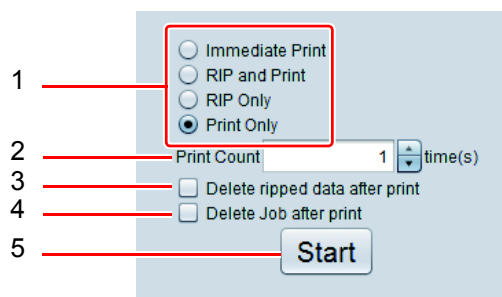 1
Immediate Print
RIP and Print
RIP Only
Print Only
2 Print Count 1 time(s)
3 Delete ripped data after print
4 Delete Job after print
5 Start